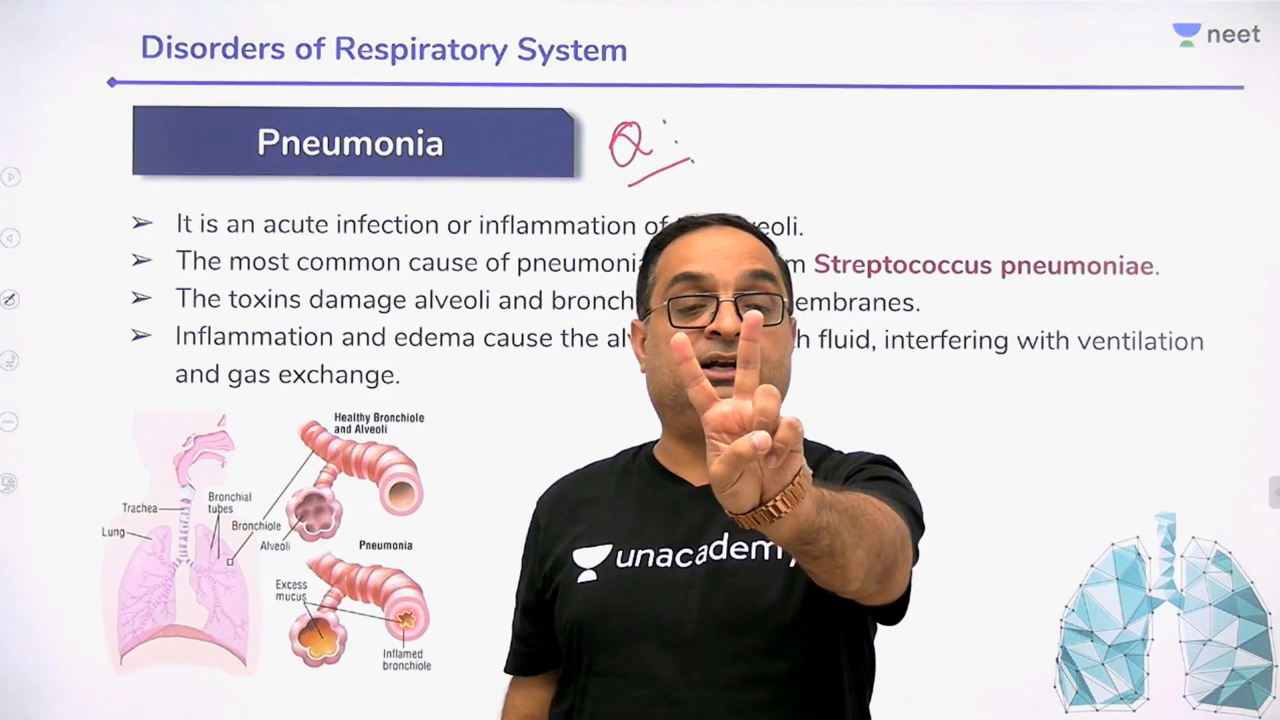 Disorders of Respiratory System
neet
Pneumonia
Q:
➢ It is an acute infection or inflammation of eoli.
➢ The most common cause of pneumonia m Streptococcus pneumoniae.
➢ The toxins damage alveoli and bronch embranes.
➢ Inflammation and edema cause the alv h fluid, interfering with ventilation
and gas exchange.
Healthy Bronchiole
and Alveoli
Trachea
Bronchial
tubes
Lung
Bronchiole
Alveoli
Pneumonia
Excess
mucus
Inflamed
bronchiole
unacademy